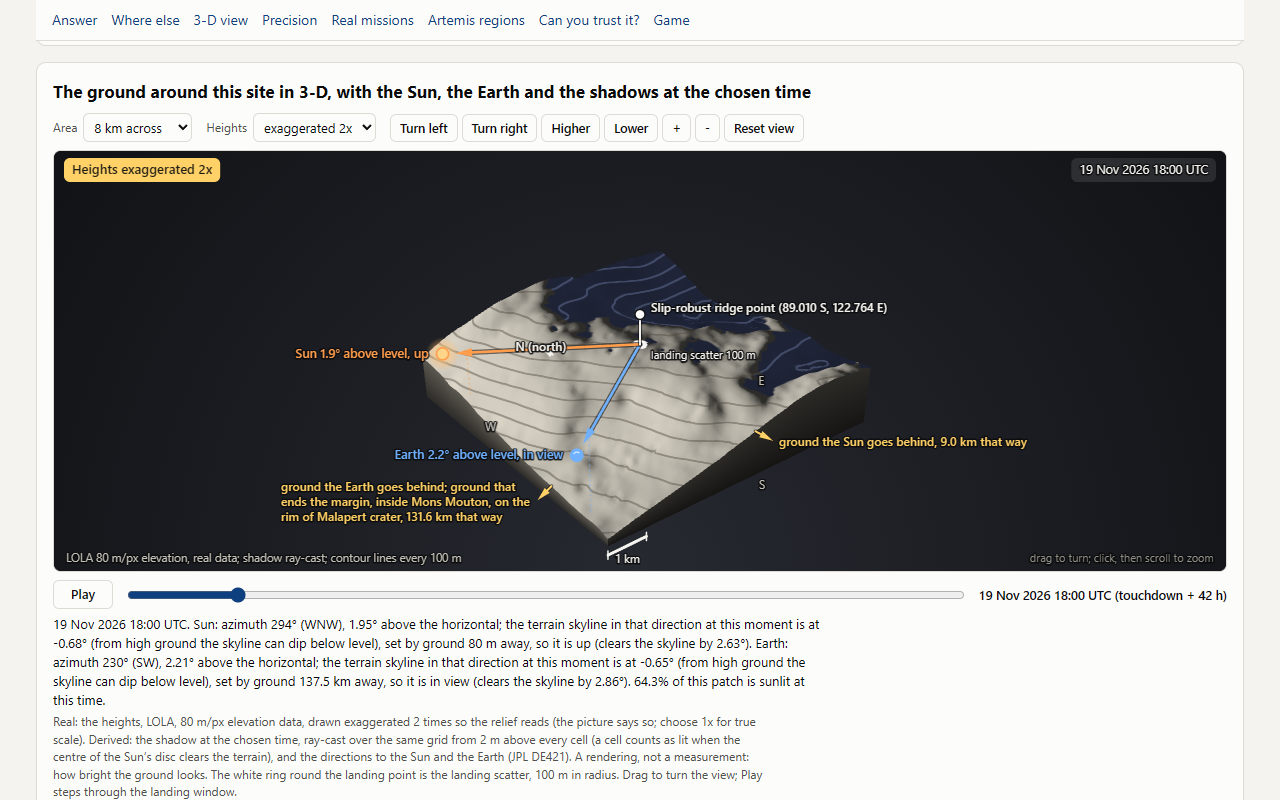 Answer Where else 3-D view Precision Real missions Artemis regions Can you trust it? Game
The ground around this site in 3-D, with the Sun, the Earth and the shadows at the chosen time
Area 8 km across Heights exaggerated 2x Turn left Turn right Higher Lower + - Reset view
Heights exaggerated 2x
19 Nov 2026 18:00 UTC
Slip-robust ridge point (89.010 S, 122.764 E)
Sun 1.9° above level, up
N (north)
landing scatter 100 m
E
W
ground the Sun goes behind, 9.0 km that way
Earth 2.2° above level, in view
S
ground the Earth goes behind; ground that
ends the margin, inside Mons Mouton, on the
rim of Malapert crater, 131.6 km that way
LOLA 80 m/px elevation, real data; shadow ray-cast; contour lines every 100 m
1 km
drag to turn; click, then scroll to zoom
Play
19 Nov 2026 18:00 UTC (touchdown + 42 h)
19 Nov 2026 18:00 UTC. Sun: azimuth 294° (WNW), 1.95° above the horizontal; the terrain skyline in that direction at this moment is at
-0.68° (from high ground the skyline can dip below level), set by ground 80 m away, so it is up (clears the skyline by 2.63°). Earth:
azimuth 230° (SW), 2.21° above the horizontal; the terrain skyline in that direction at this moment is at -0.65° (from high ground the
skyline can dip below level), set by ground 137.5 km away, so it is in view (clears the skyline by 2.86°). 64.3% of this patch is sunlit at
this time.
Real: the heights, LOLA, 80 m/px elevation data, drawn exaggerated 2 times so the relief reads (the picture says so; choose 1x for true
scale). Derived: the shadow at the chosen time, ray-cast over the same grid from 2 m above every cell (a cell counts as lit when the
centre of the Sun's disc clears the terrain), and the directions to the Sun and the Earth (JPL DE421). A rendering, not a measurement:
how bright the ground looks. The white ring round the landing point is the landing scatter, 100 m in radius. Drag to turn the view; Play
steps through the landing window.